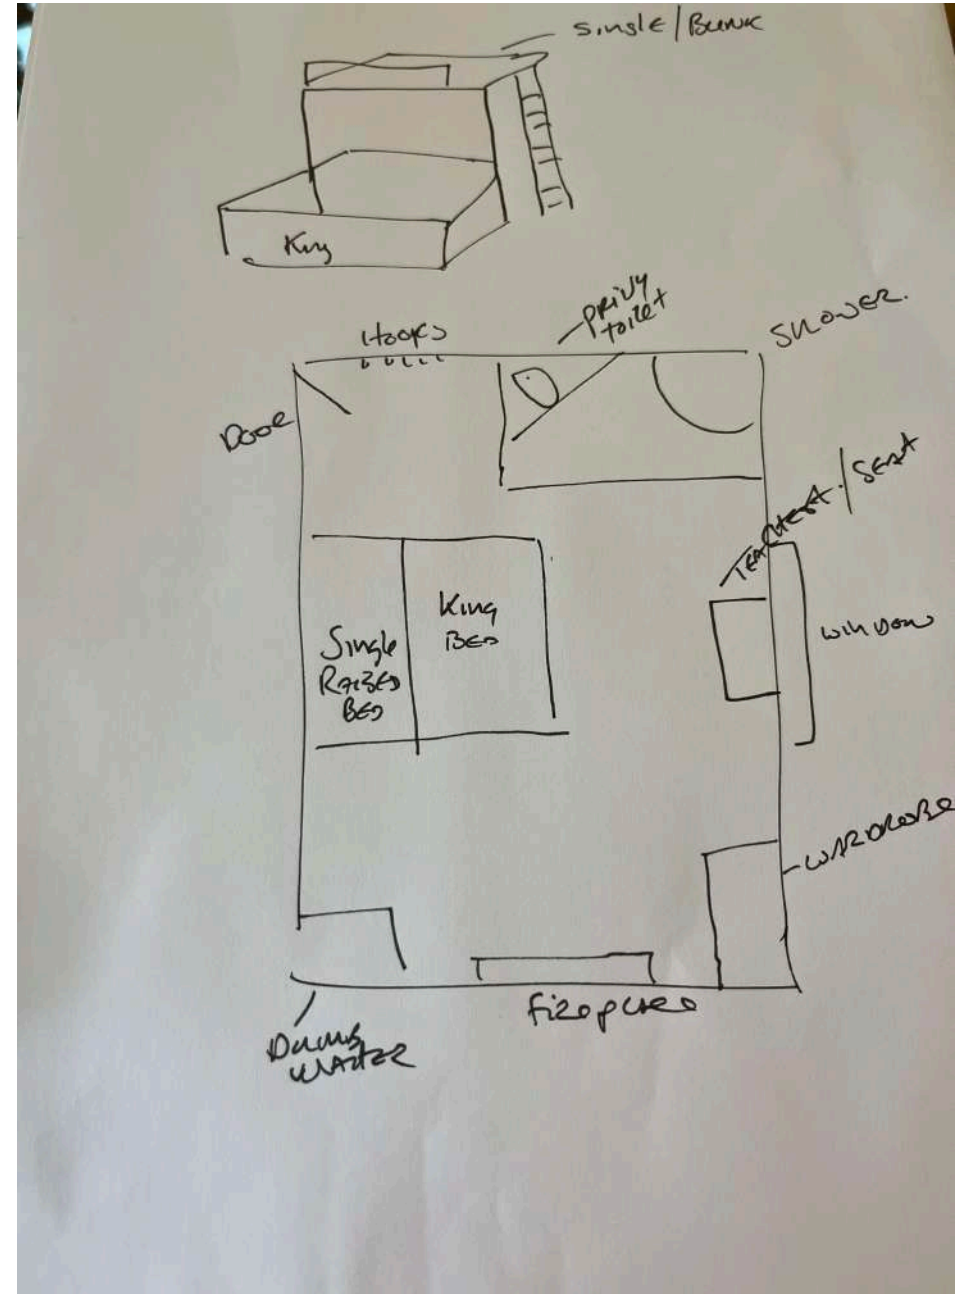 Single/Bunk
King
Hooks
Privy
toilet
SHOWER.
Door
Teachest/Seat
King
BED
Single
RAISED
BED
window
WARDROBE
fireplace
Dumb
WAITER